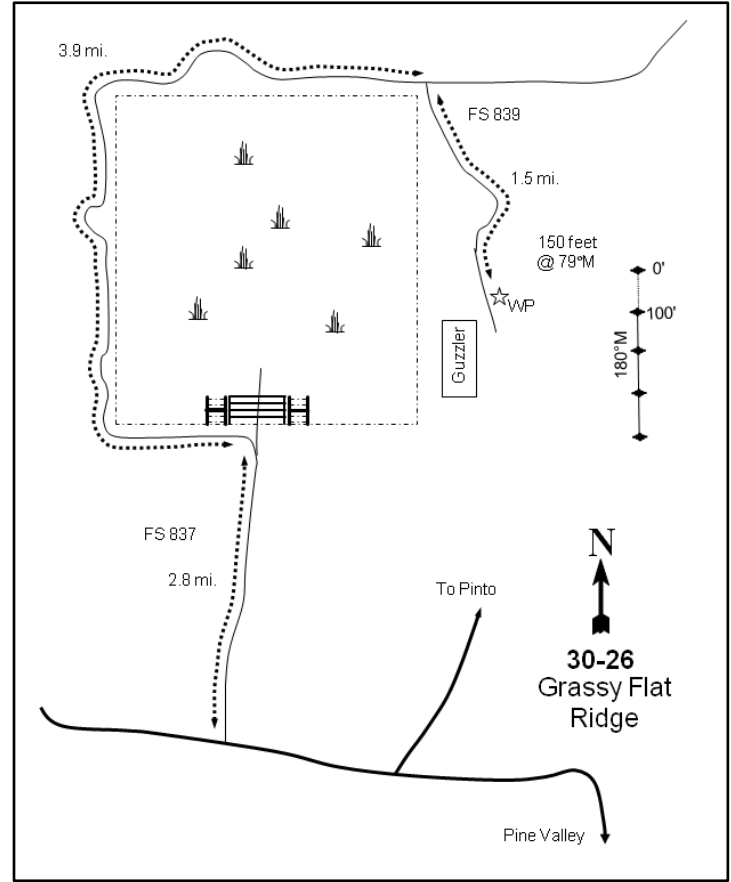 3.9 mi.
FS 839
1.5 mi.
150 feet
@ 79°M
WP
0'
100'
180°M
Guzzler
FS 837
2.8 mi.
To Pinto
N
30-26
Grassy Flat
Ridge
Pine Valley